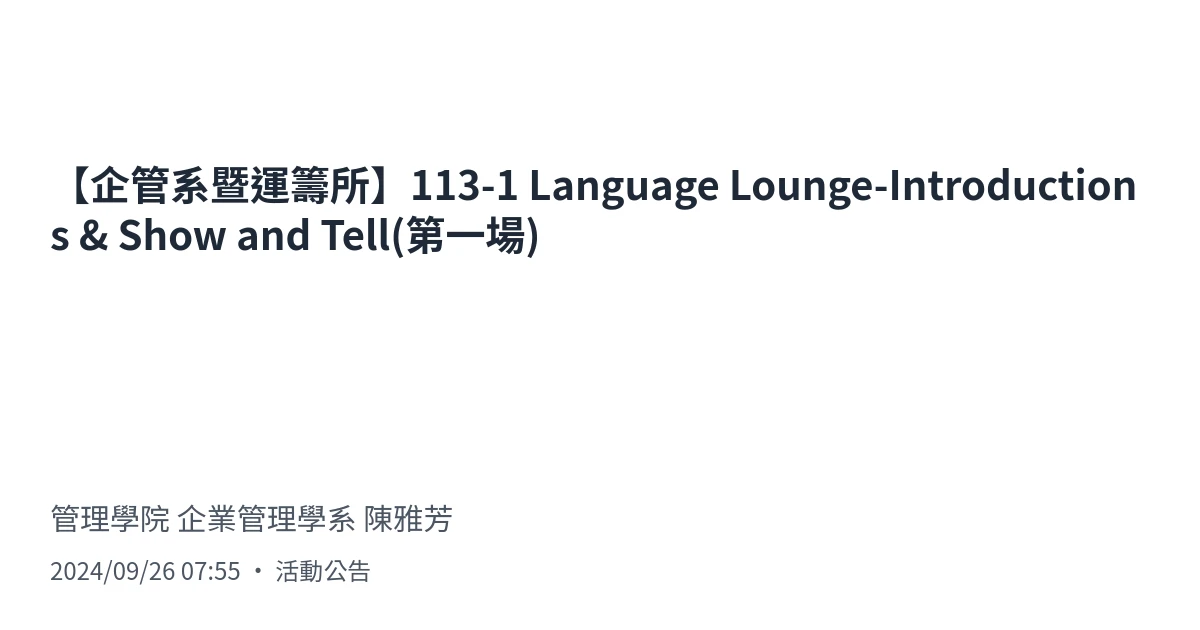 【企管系暨運籌所】113-1 Language Lounge-Introduction
s & Show and Tell(第一場)
管理學院 企業管理學系 陳雅芳
2024/09/26 07:55 • 活動公告